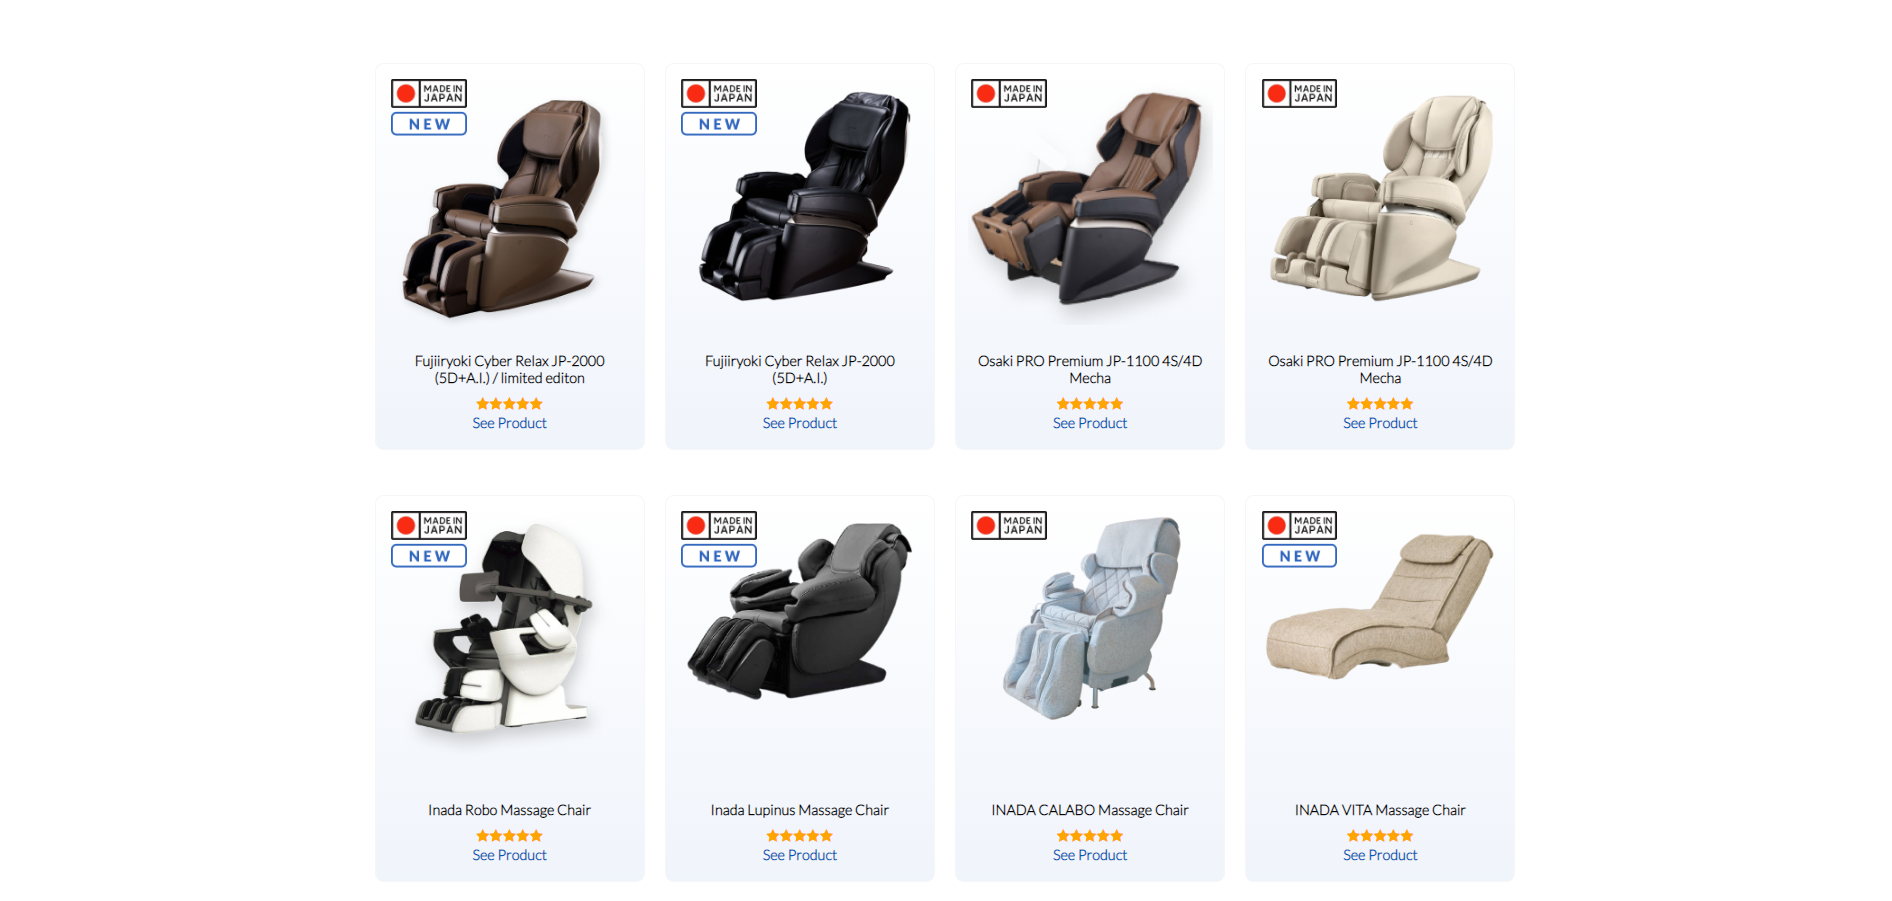 MADE IN
JAPAN
NEW
Fujiiryoki Cyber Relax JP-2000
(5D+A.I.) / limited editon
See Product
MADE IN
JAPAN
NEW
Fujiiryoki Cyber Relax JP-2000
(5D+A.I.)
See Product
MADE IN
JAPAN
Osaki PRO Premium JP-1100 4S/4D
Mecha
See Product
MADE IN
JAPAN
Osaki PRO Premium JP-1100 4S/4D
Mecha
See Product
MADE IN
JAPAN
NEW
Inada Robo Massage Chair
See Product
MADE IN
JAPAN
NEW
Inada Lupinus Massage Chair
See Product
MADE IN
JAPAN
INADA CALABO Massage Chair
See Product
MADE IN
JAPAN
NEW
INADA VITA Massage Chair
See Product